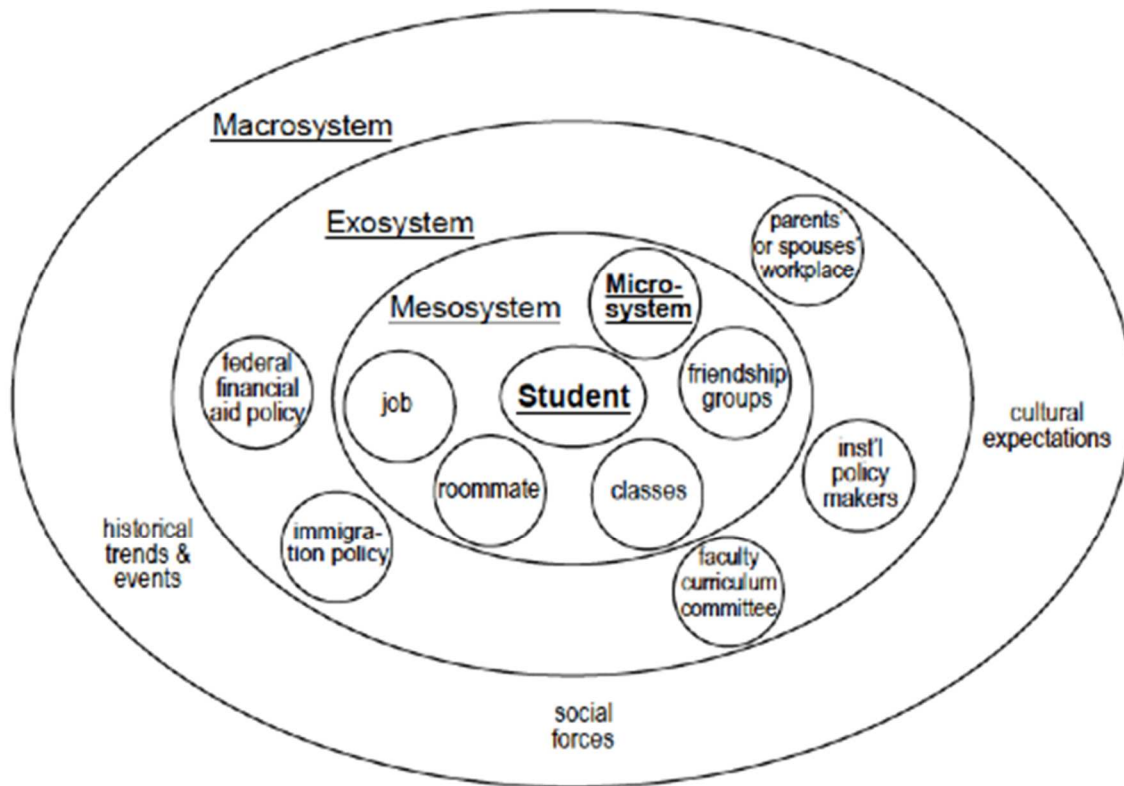 Macrosystem
Exosystem
parents'
or spouses'
workplace
Micro-
system
Mesosystem
federal
financial
aid policy
job
Student
friendship
groups
cultural
expectations
inst'l
policy
makers
roommate
classes
historical
trends &
events
immigra-
tion policy
faculty
curriculum
committee
social
forces